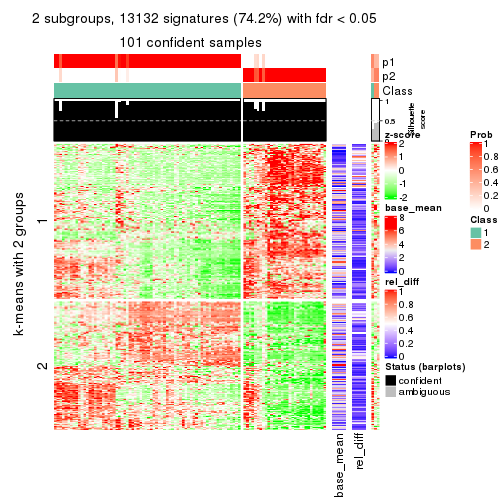 2 subgroups, 13132 signatures (74.2%) with fdr < 0.05
101 confident samples
p1
p2
Class
1
0.5
0
Silhouette
score
k-means with 2 groups
1
2
base_mean
rel_diff
z-score
2
1
0
-1
-2
base_mean
8
6
4
2
0
rel_diff
1
0.8
0.6
0.4
0.2
0
Status (barplots)
confident
ambiguous
Prob
1
0.8
0.6
0.4
0.2
0
Class
1
2